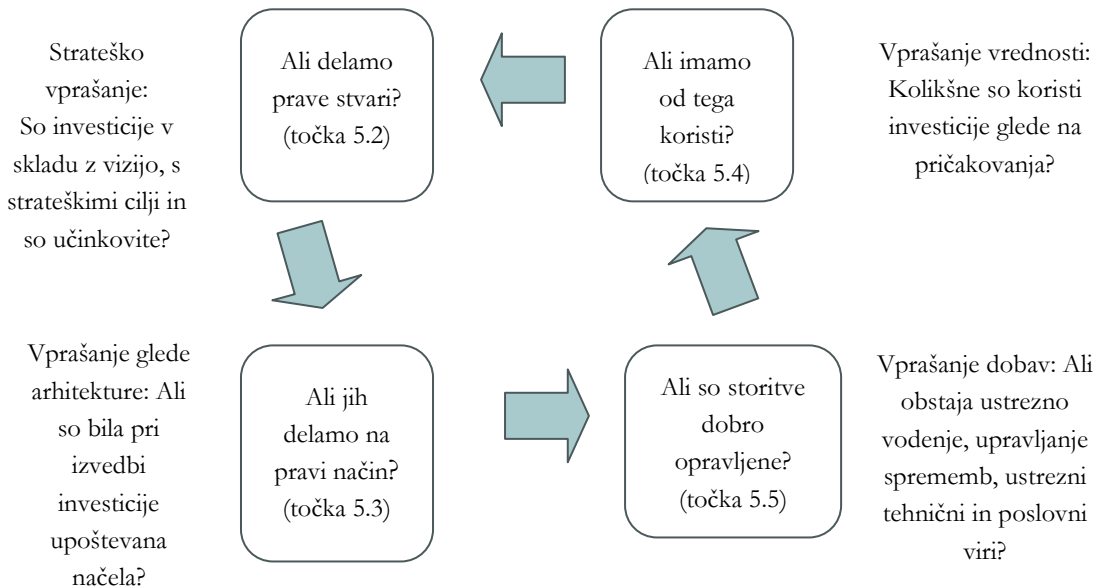 Strateško
vprašanje:
So investicije v
skladu z vizijo, s
strateškimi cilji in
so učinkovite?
Ali delamo
prave stvari?
(točka 5.2)
Ali imamo
od tega
koristi?
(točka 5.4)
Vprašanje vrednosti:
Kolikšne so koristi
investicije glede na
pričakovanja?
Vprašanje glede
arhitekture: Ali
so bila pri
izvedbi
investicije
upoštevana
načela?
Ali jih
delamo na
pravi način?
(točka 5.3)
Ali so storitve
dobro
opravljene?
(točka 5.5)
Vprašanje dobav: Ali
obstaja ustrezno
vodenje, upravljanje
sprememb, ustrezni
tehnični in poslovni
viri?